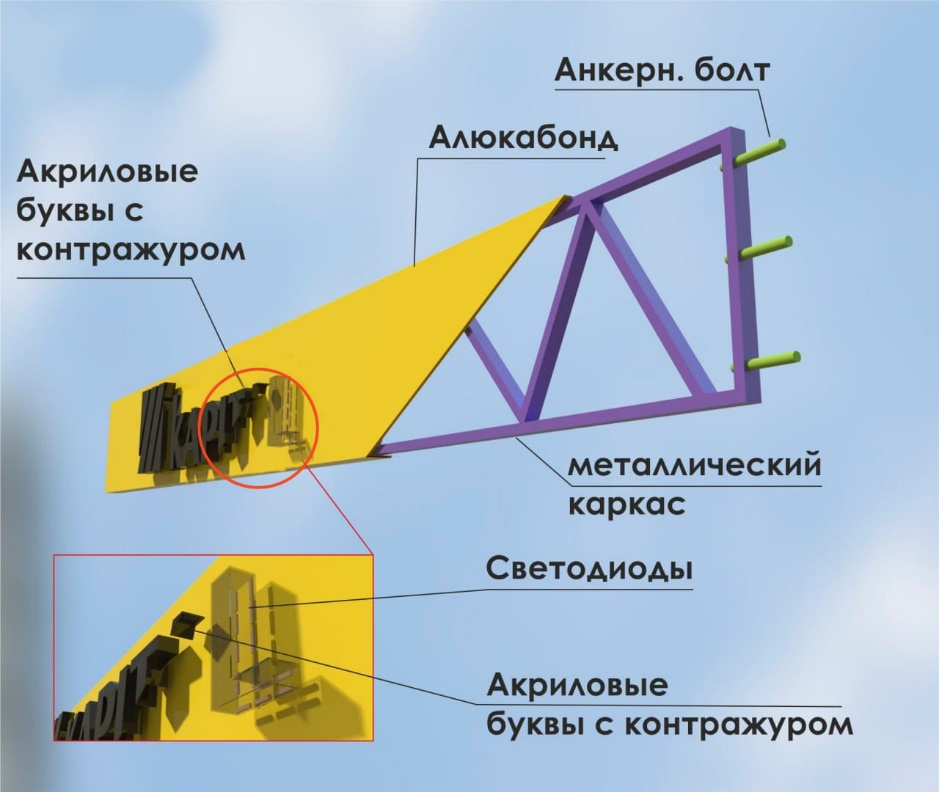 Анкерн. болт
Алюкабонд
Акриловые
буквы с
контражуром
металлический
каркас
Светодиоды
Акриловые
буквы с контражуром